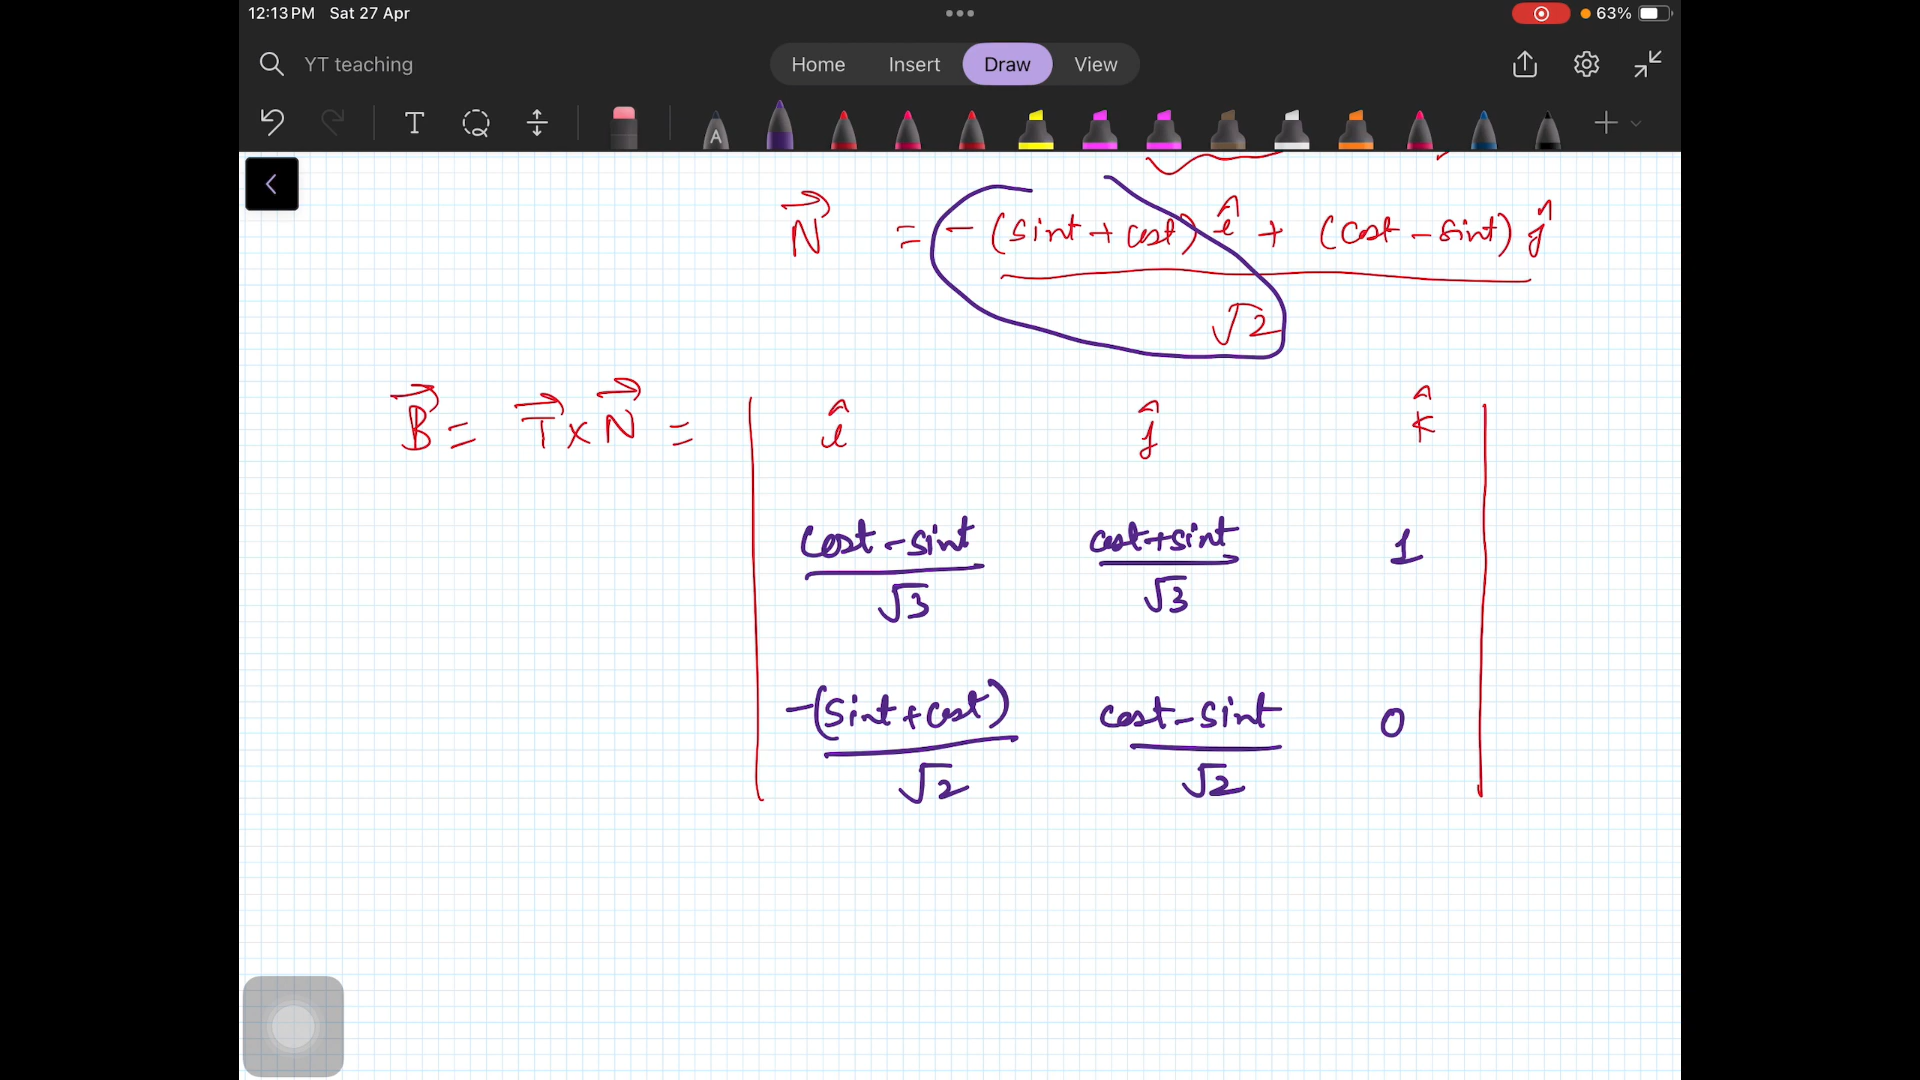 12:13 PM Sat 27 Apr
63%
YT teaching
Home Insert Draw View
T A
N = -(sint + cost) i + (cost - sint) j
√2
B = T × N = i j k
cost - sint cost + sint 1
√3 √3
-(sint + cost) cost - sint 0
√2 √2